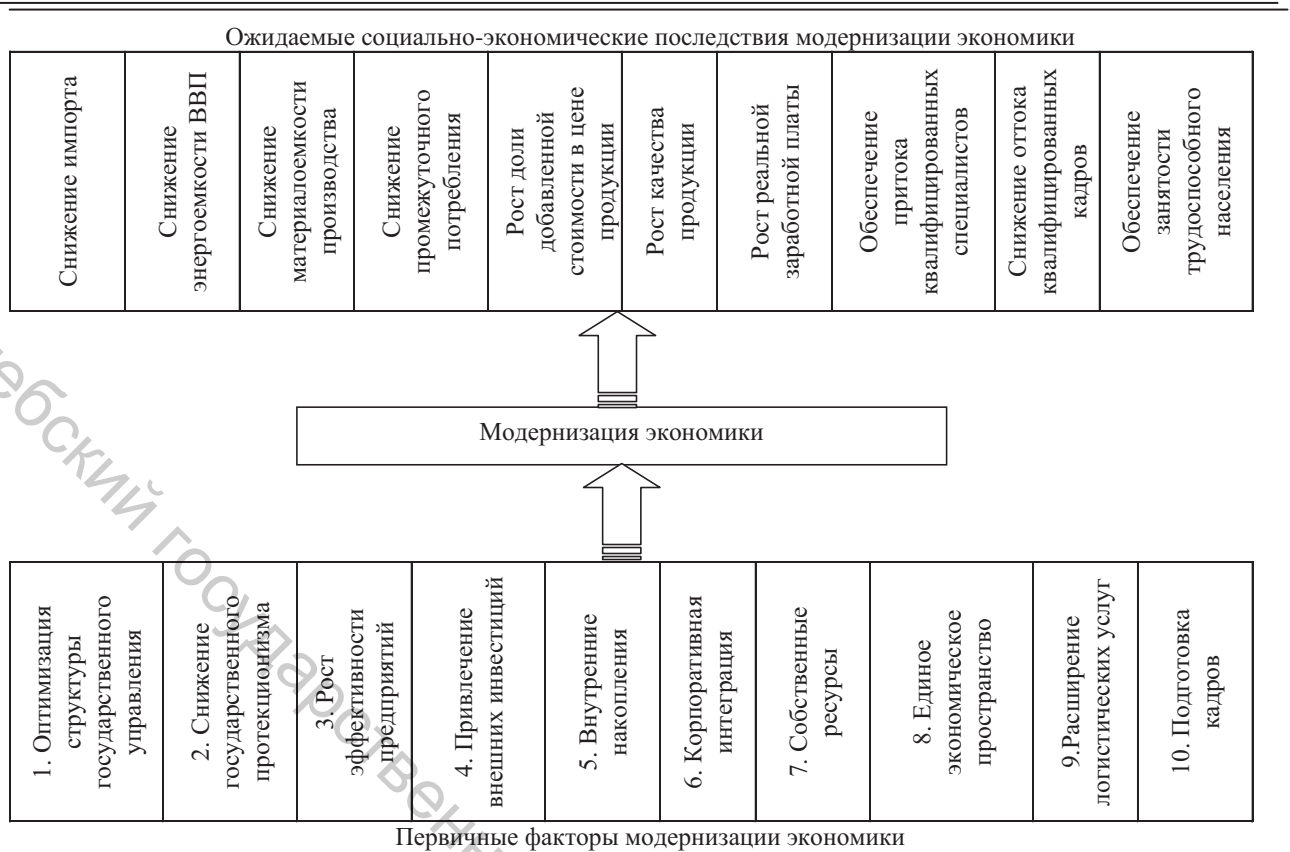 Ожидаемые социально-экономические последствия модернизации экономики
Снижение импорта
Снижение
энергоемкости ВВП
Снижение
материалоемкости
производства
Снижение
промежуточного
потребления
Рост доли
добавленной
стоимости в цене
продукции
Рост качества
продукции
Рост реальной
заработной платы
Обеспечение
притока
квалифицированных
специалистов
Снижение оттока
квалифицированных
кадров
Обеспечение
занятости
трудоспособного
населения
Модернизация экономики
1. Оптимизация
структуры
государственного
управления
2. Снижение
государственного
протекционизма
3. Рост
эффективности
предприятий
4. Привлечение
внешних инвестиций
5. Внутренние
накопления
6. Корпоративная
интеграция
7. Собственные
ресурсы
8. Единое
экономическое
пространство
9.Расширение
логистических услуг
10. Подготовка
кадров
Первичные факторы модернизации экономики